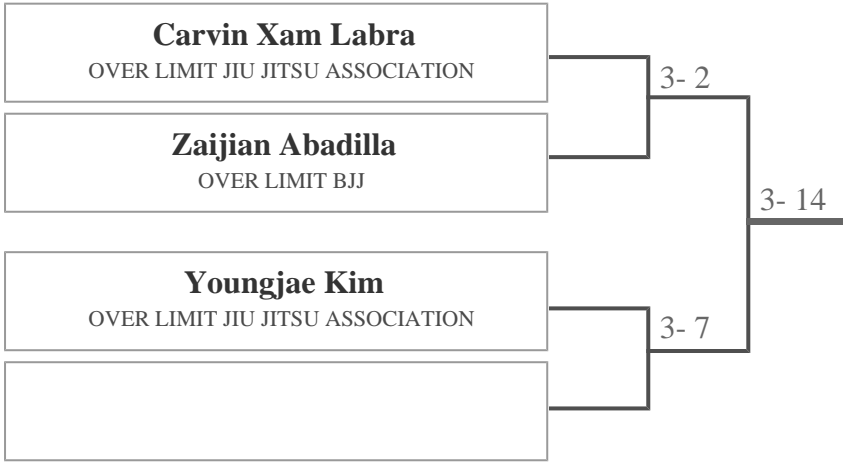 Carvin Xam Labra
OVER LIMIT JIU JITSU ASSOCIATION
3- 2
Zaijian Abadilla
OVER LIMIT BJJ
3- 14
Youngjae Kim
OVER LIMIT JIU JITSU ASSOCIATION
3- 7